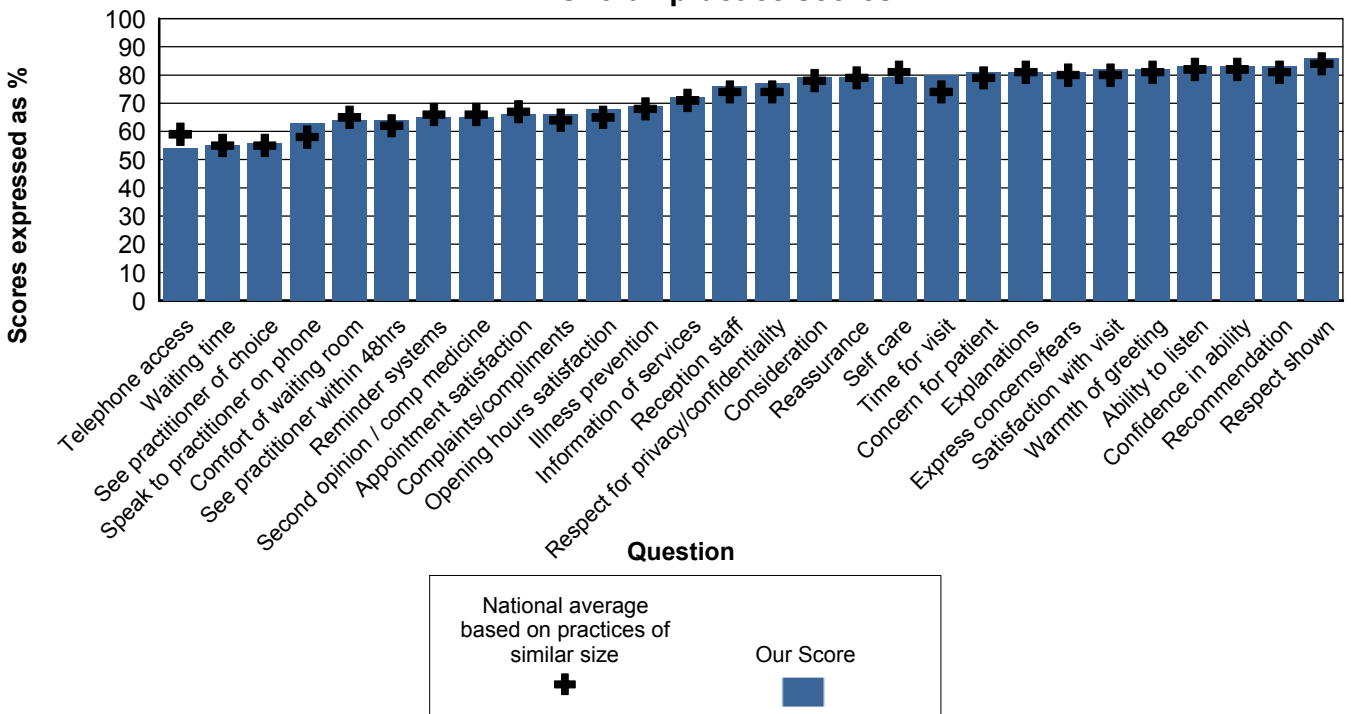 100
90
80
70
60
50
40
30
20
10
0
Scores expressed as %
Telephone access
Waiting time
See practitioner of choice
Speak to practitioner on phone
Comfort of waiting room
See practitioner within 48hrs
Reminder systems
Second opinion / comp medicine
Appointment satisfaction
Complaints/compliments
Opening hours satisfaction
Illness prevention
Information of services
Reception staff
Respect for privacy/confidentiality
Consideration
Reassurance
Self care
Time for visit
Concern for patient
Explanations
Express concerns/fears
Satisfaction with visit
Warmth of greeting
Ability to listen
Confidence in ability
Recommendation
Respect shown
Question
National average
based on practices of
similar size
Our Score